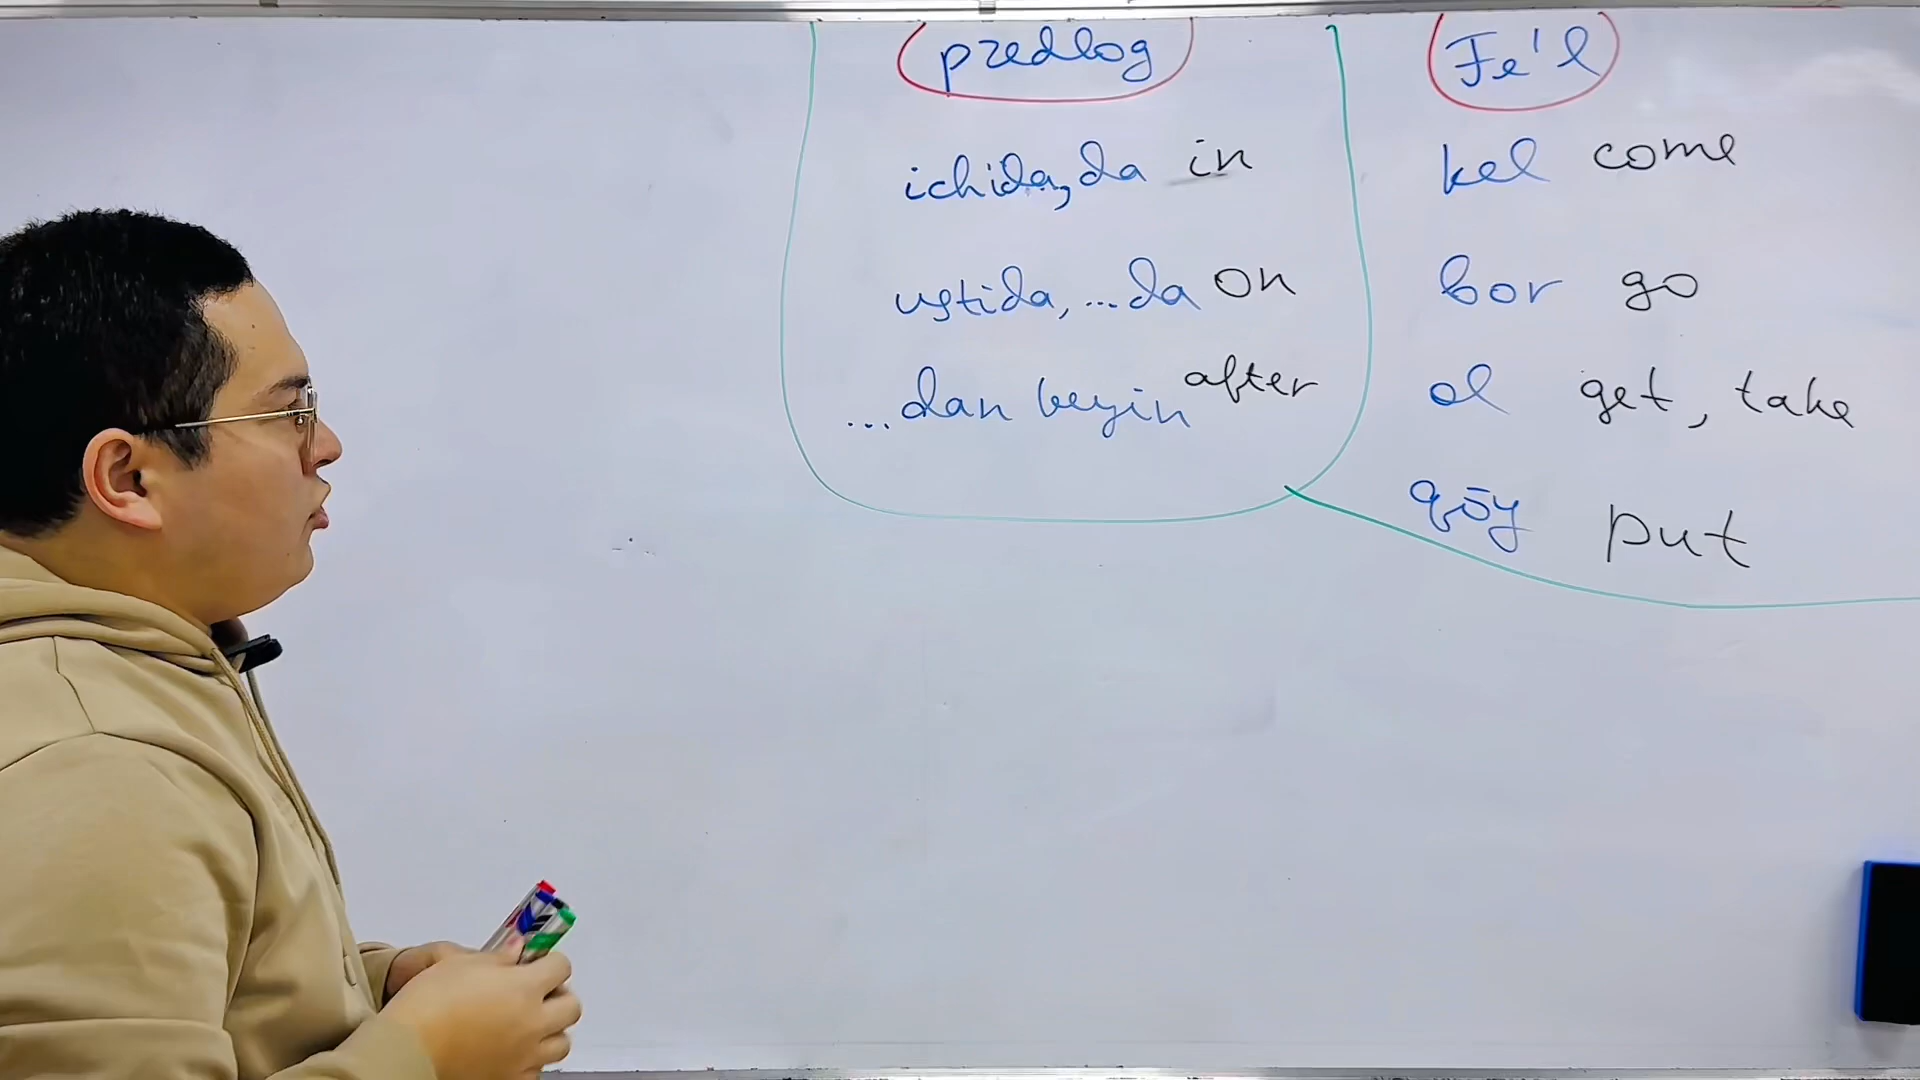 predlog
ichida, da in
ustida, ...da on
...dan keyin after
Fe'l
kel come
bor go
ol get, take
qōy put